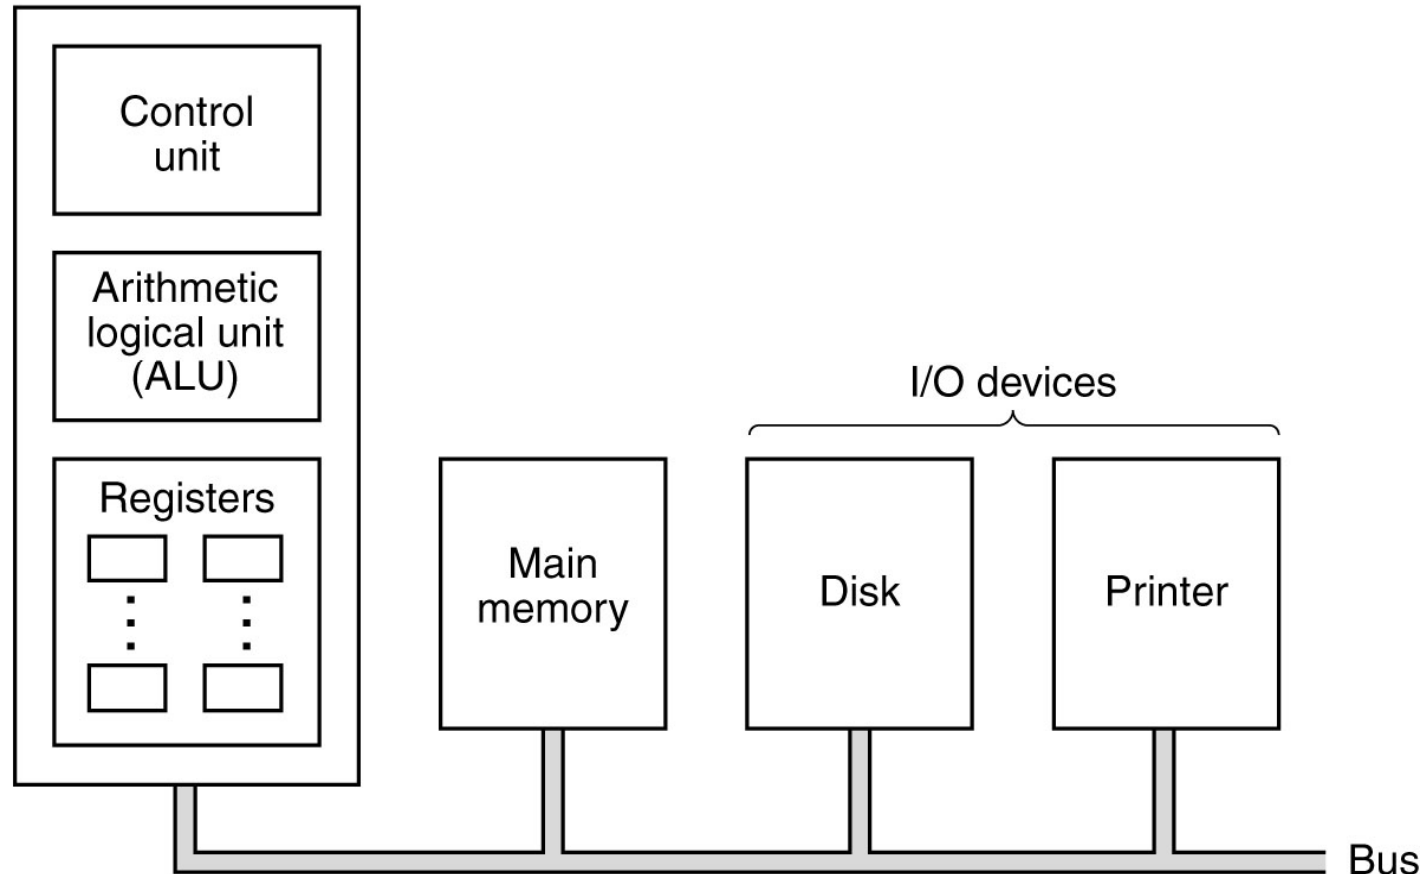 Control
unit
Arithmetic
logical unit
(ALU)
Registers
I/O devices
Main
memory
Disk
Printer
Bus